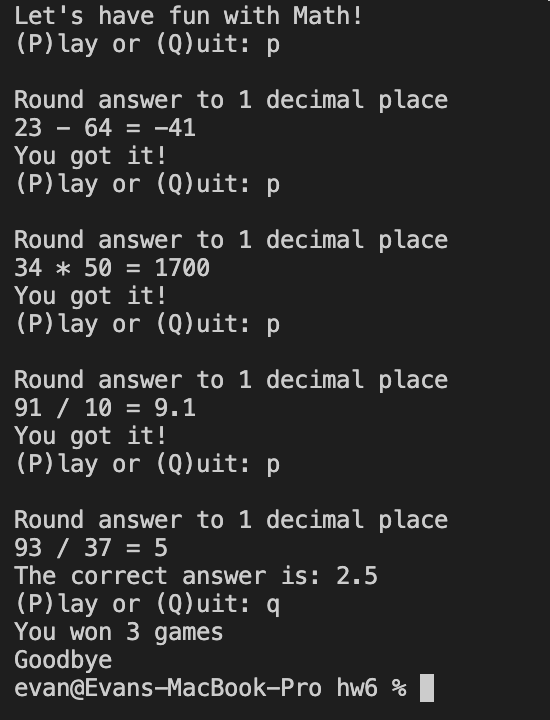 Let's have fun with Math!
(P)lay or (Q)uit: p
Round answer to 1 decimal place
23 - 64 = -41
You got it!
(P)lay or (Q)uit: p
Round answer to 1 decimal place
34 * 50 = 1700
You got it!
(P)lay or (Q)uit: p
Round answer to 1 decimal place
91 / 10 = 9.1
You got it!
(P)lay or (Q)uit: p
Round answer to 1 decimal place
93 / 37 = 5
The correct answer is: 2.5
(P)lay or (Q)uit: q
You won 3 games
Goodbye
evan@Evans-MacBook-Pro hw6 %